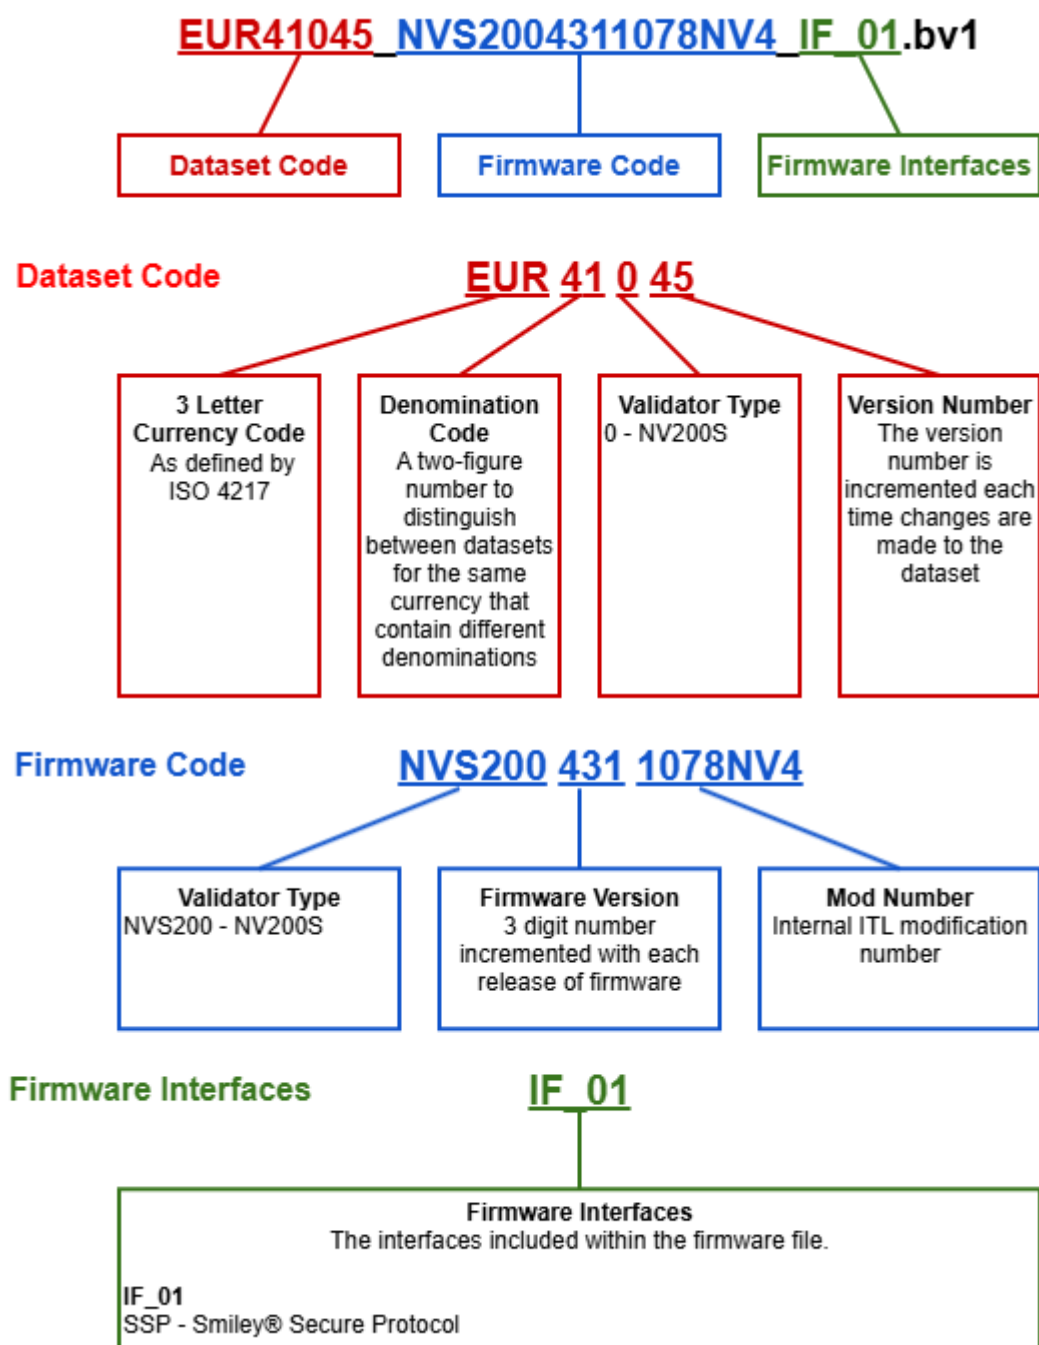 EUR41045_NVS2004311078NV4_IF_01.bv1
Dataset Code
Firmware Code
Firmware Interfaces
Dataset Code
EUR 41 0 45
3 Letter
Currency Code
As defined by
ISO 4217
Denomination
Code
A two-figure
number to
distinguish
between datasets
for the same
currency that
contain different
denominations
Validator Type
0 - NV200S
Version Number
The version
number is
incremented each
time changes are
made to the
dataset
Firmware Code
NVS200 431 1078NV4
Validator Type
NVS200 - NV200S
Firmware Version
3 digit number
incremented with each
release of firmware
Mod Number
Internal ITL modification
number
Firmware Interfaces
IF_01
Firmware Interfaces
The interfaces included within the firmware file.
IF_01
SSP - Smiley® Secure Protocol